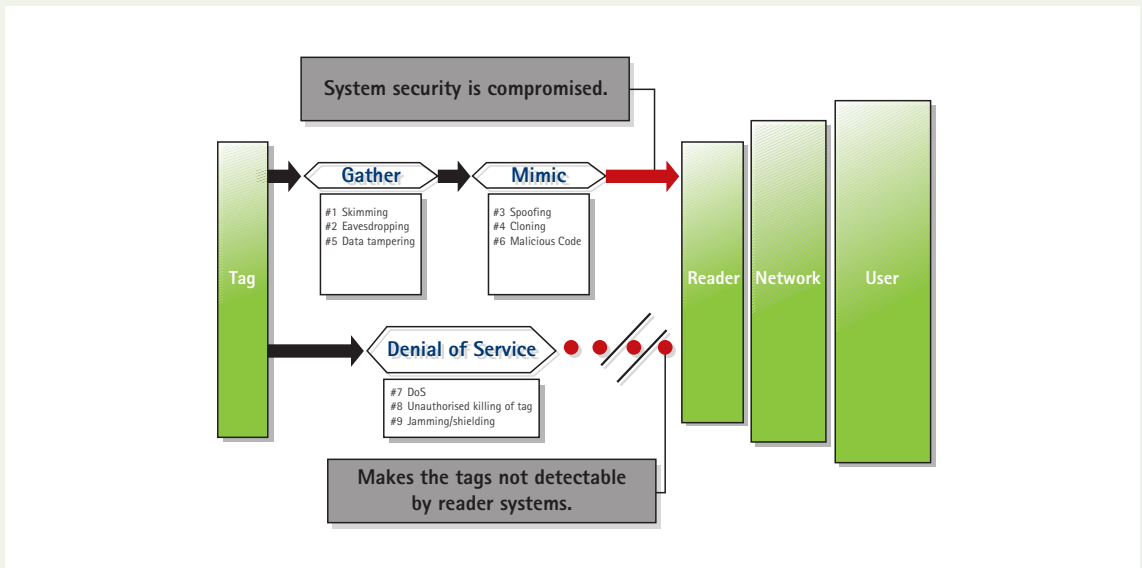 System security is compromised.
Gather
Mimic
#1 Skimming
#2 Eavesdropping
#5 Data tampering
#3 Spoofing
#4 Cloning
#6 Malicious Code
Tag
Reader
Network
User
Denial of Service
#7 DoS
#8 Unauthorised killing of tag
#9 Jamming/shielding
Makes the tags not detectable
by reader systems.